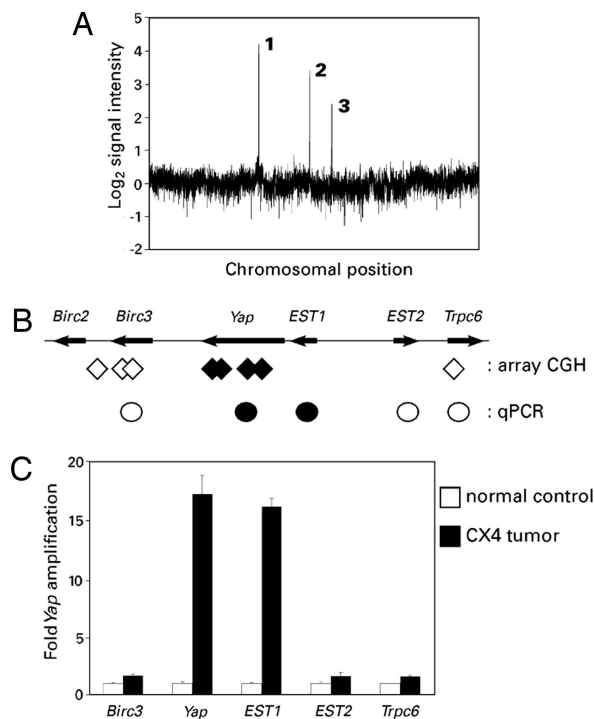 A
5
4
3
2
1
0
-1
-2
Log2 signal intensity
1
2
3
Chromosomal position
B
Birc2 Birc3 Yap EST1 EST2 Trpc6
: array CGH
: qPCR
C
20
15
10
5
0
Fold Yap amplification
normal control
CX4 tumor
Birc3 Yap EST1 EST2 Trpc6